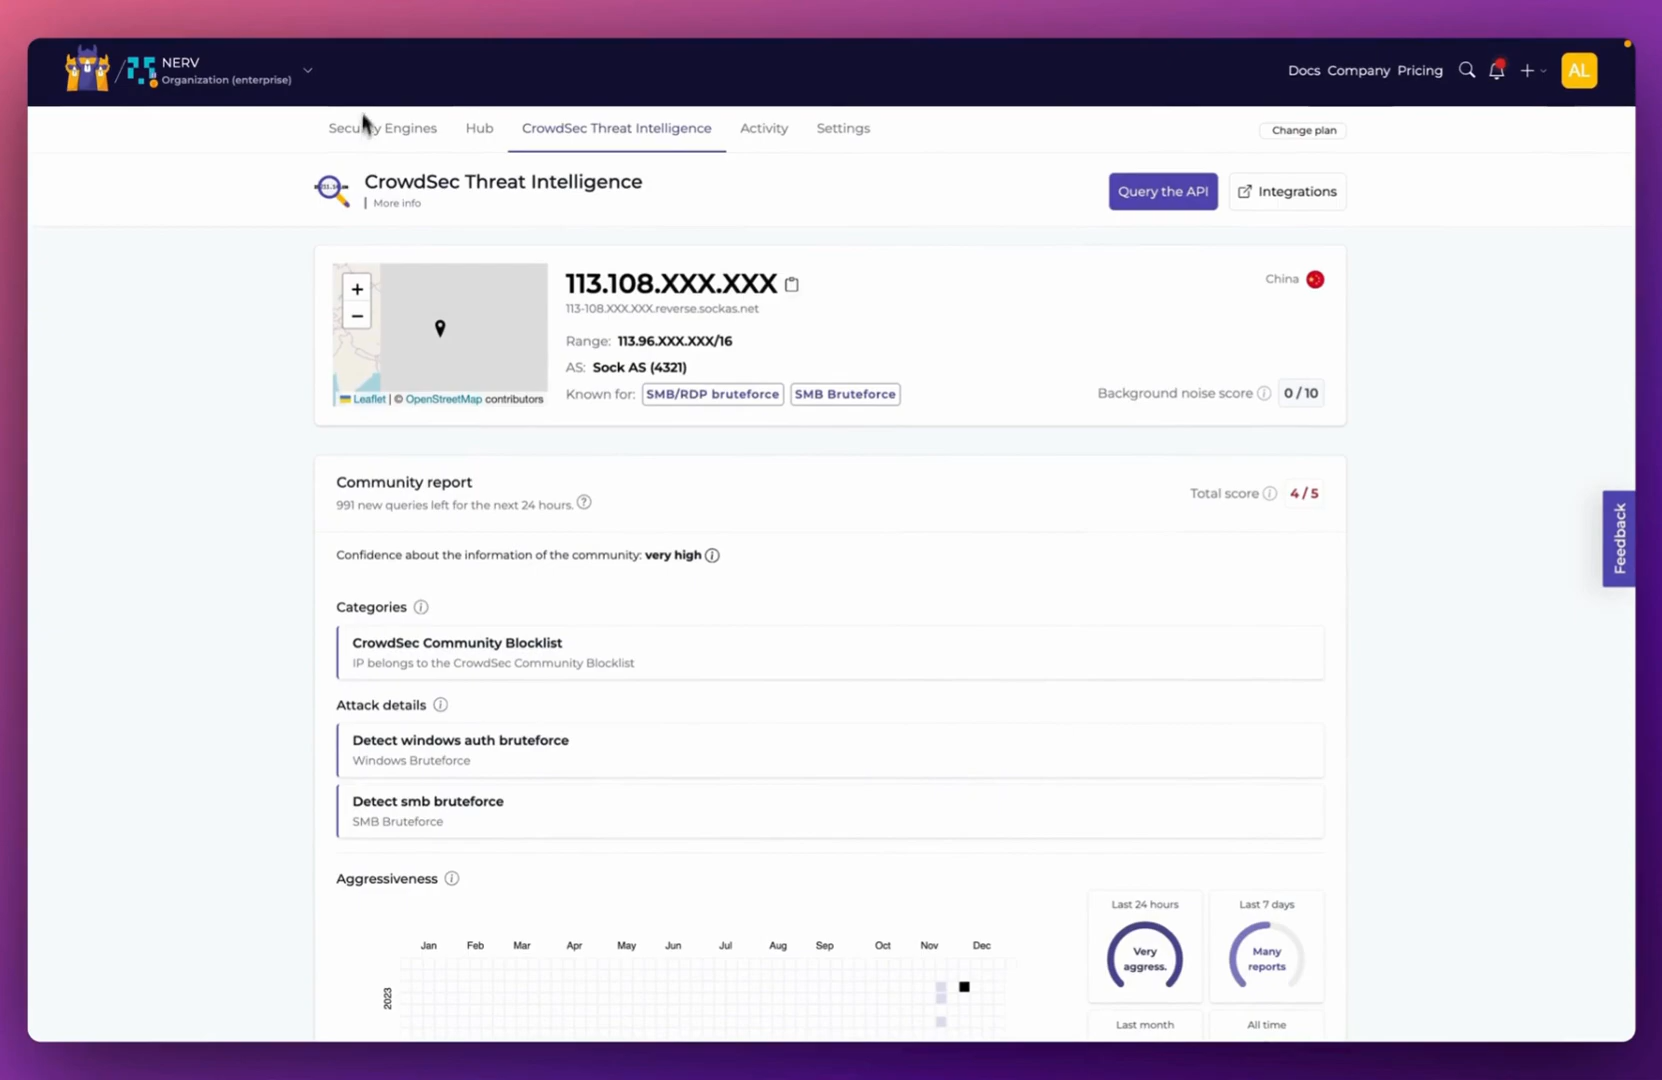 NERV
Organization (enterprise)
Docs Company Pricing
AL
Security Engines Hub CrowdSec Threat Intelligence Activity Settings
Change plan
CrowdSec Threat Intelligence
More info
Query the API
Integrations
+
−
Leaflet | © OpenStreetMap contributors
113.108.XXX.XXX
113-108.XXX.XXX.reverse.sockas.net
Range: 113.96.XXX.XXX/16
AS: Sock AS (4321)
Known for: SMB/RDP bruteforce SMB Bruteforce
China
Background noise score 0 / 10
Community report
991 new queries left for the next 24 hours.
Total score 4 / 5
Confidence about the information of the community: very high
Categories
CrowdSec Community Blocklist
IP belongs to the CrowdSec Community Blocklist
Attack details
Detect windows auth bruteforce
Windows Bruteforce
Detect smb bruteforce
SMB Bruteforce
Aggressiveness
Jan Feb Mar Apr May Jun Jul Aug Sep Oct Nov Dec
2023
Last 24 hours
Very
aggress.
Last 7 days
Many
reports
Last month
All time
Feedback